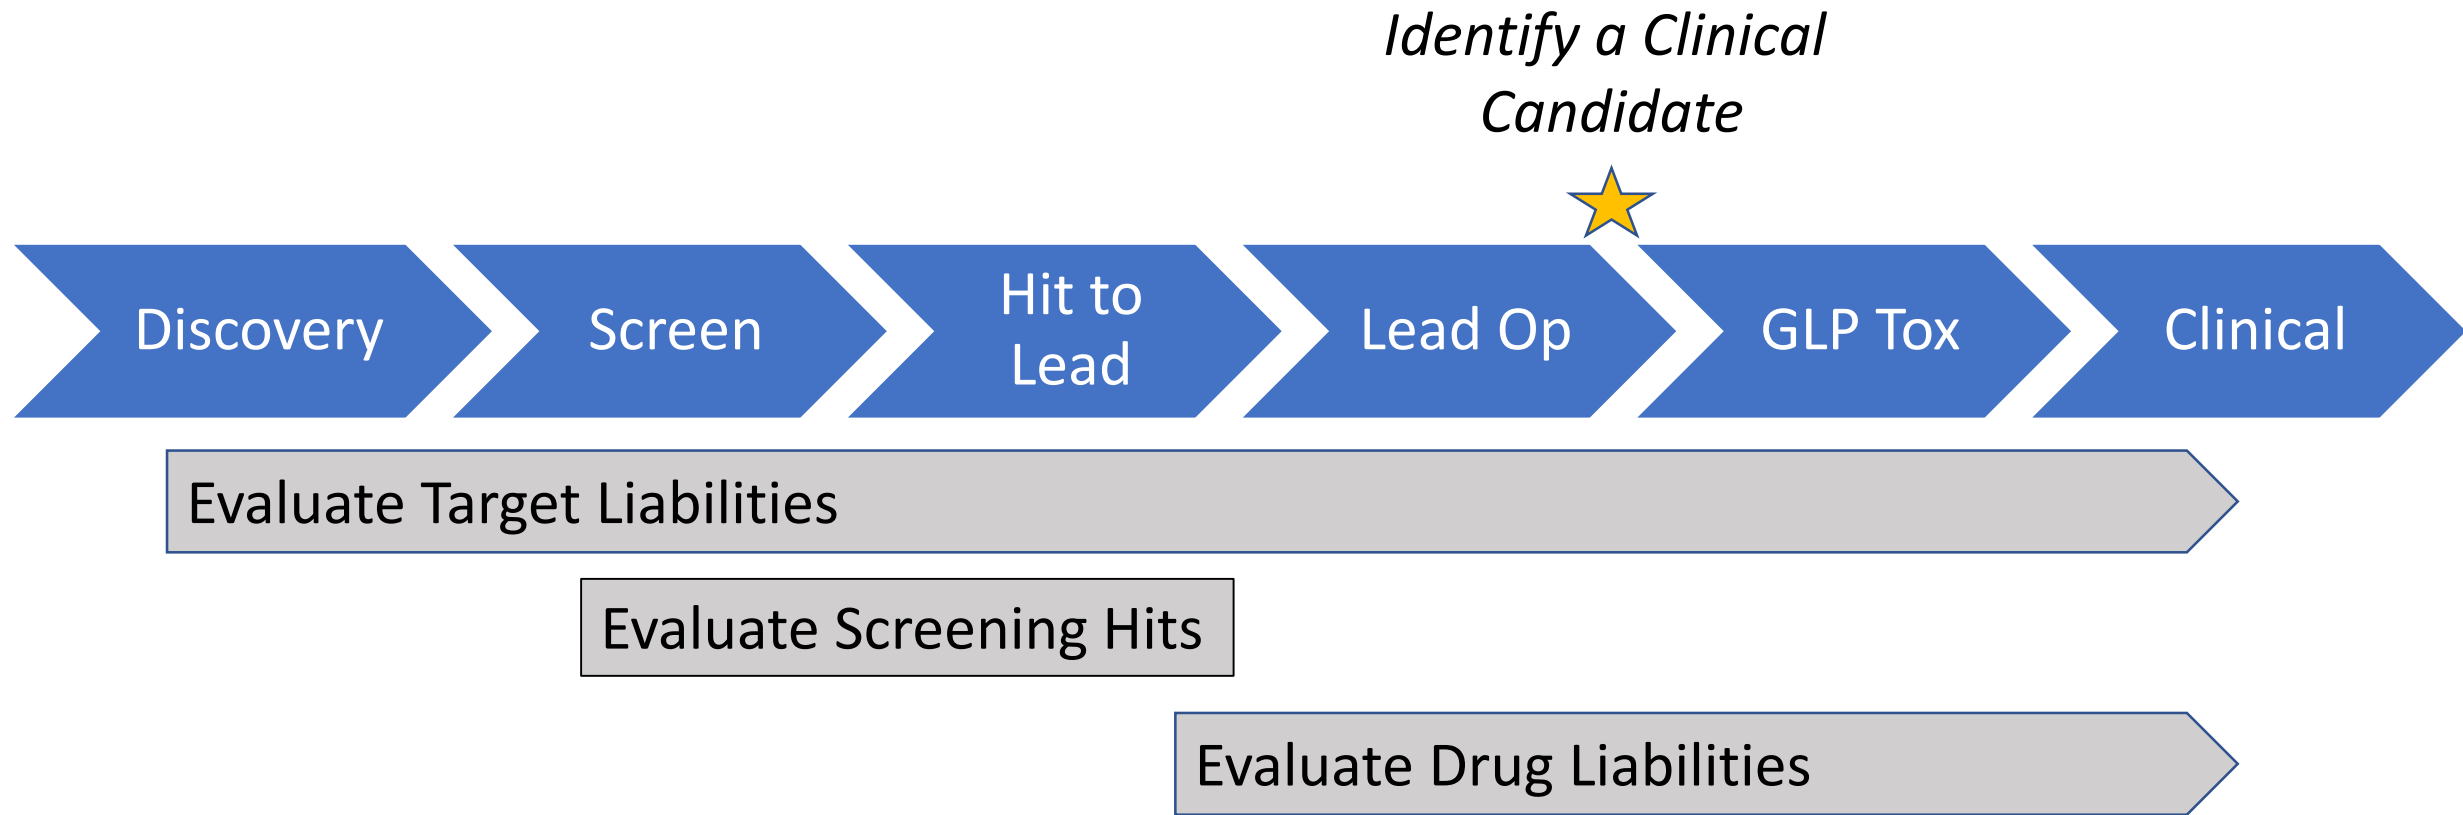 Identify a Clinical
Candidate
Discovery
Screen
Hit to
Lead
Lead Op
GLP Tox
Clinical
Evaluate Target Liabilities
Evaluate Screening Hits
Evaluate Drug Liabilities